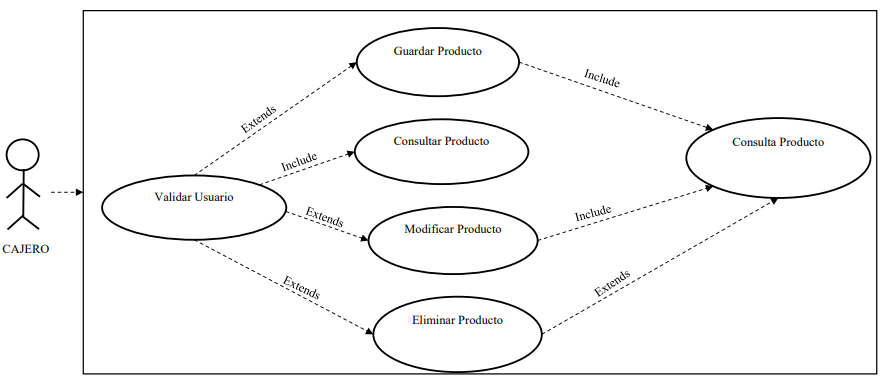 Guardar Producto
Include
Extends
Consultar Producto
Consulta Producto
Include
Validar Usuario
Extends
Include
Modificar Producto
CAJERO
Extends
Extends
Eliminar Producto